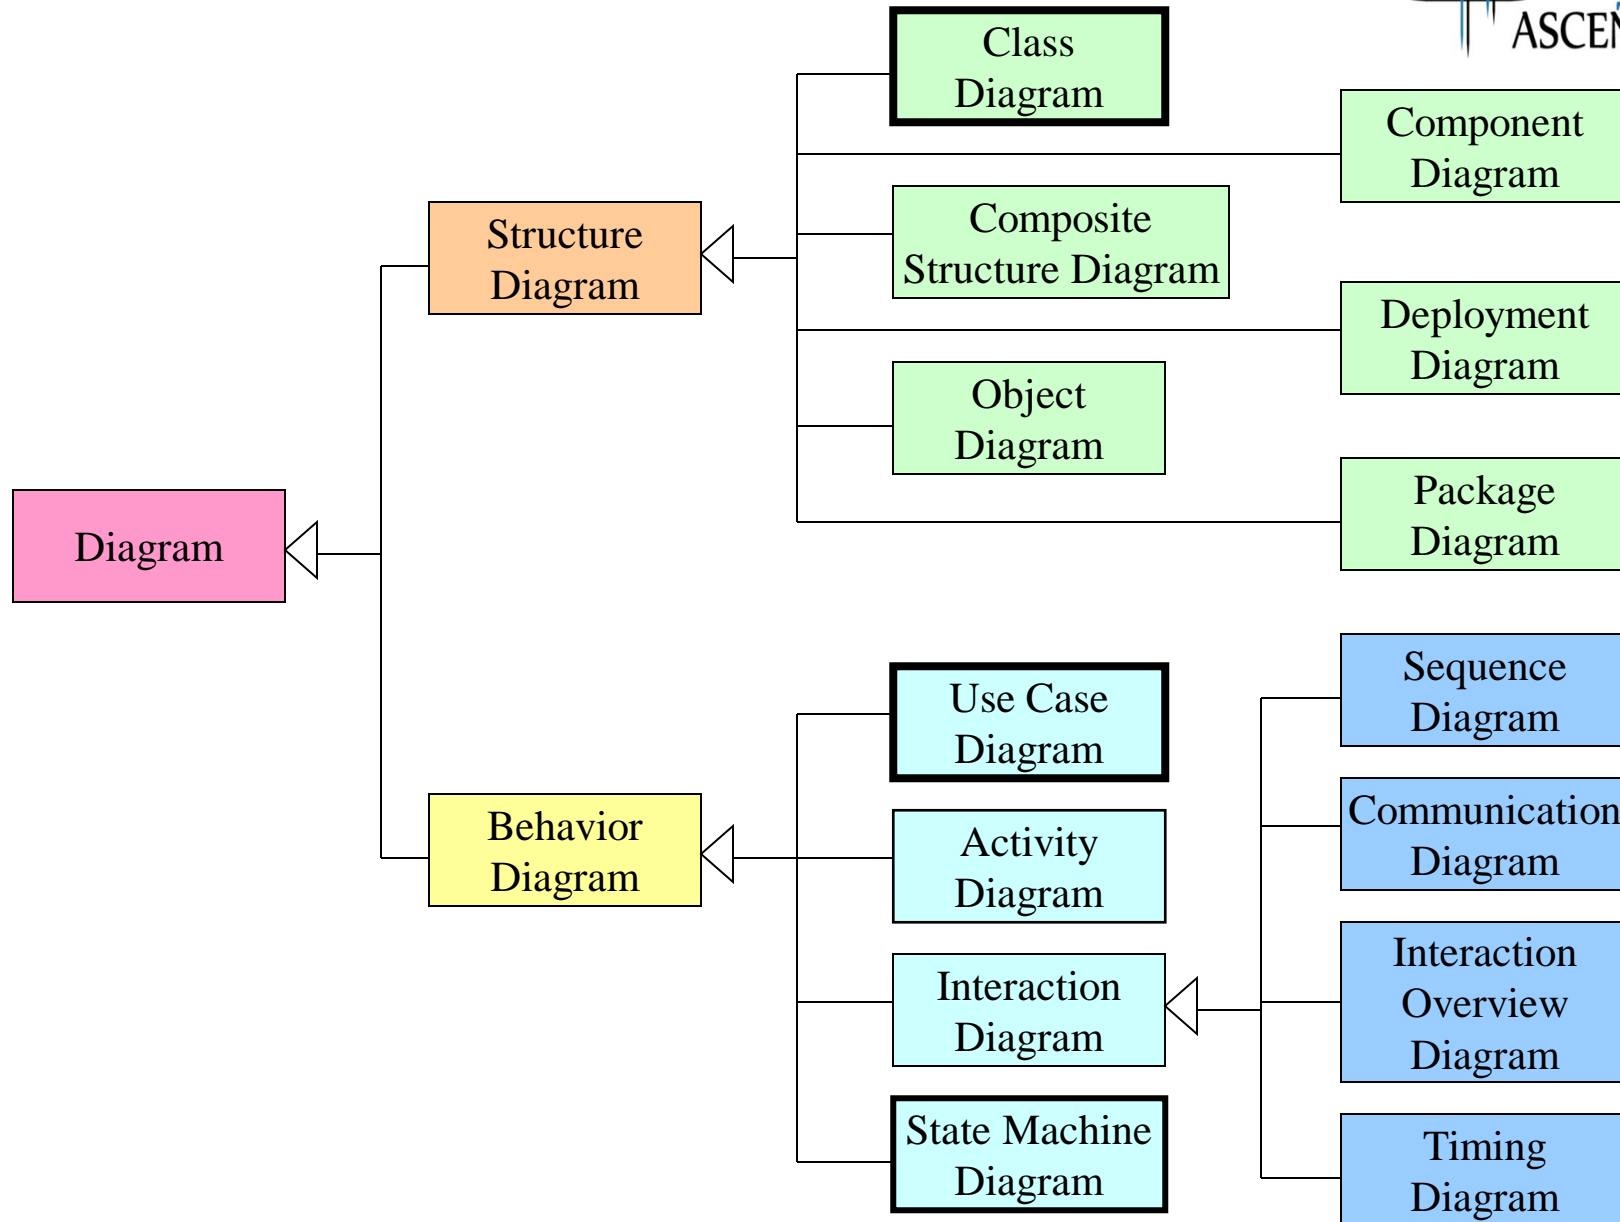 ASCEN
Class
Diagram
Component
Diagram
Structure
Diagram
Composite
Structure Diagram
Deployment
Diagram
Object
Diagram
Package
Diagram
Diagram
Sequence
Diagram
Use Case
Diagram
Communication
Diagram
Behavior
Diagram
Activity
Diagram
Interaction
Overview
Diagram
Interaction
Diagram
State Machine
Diagram
Timing
Diagram